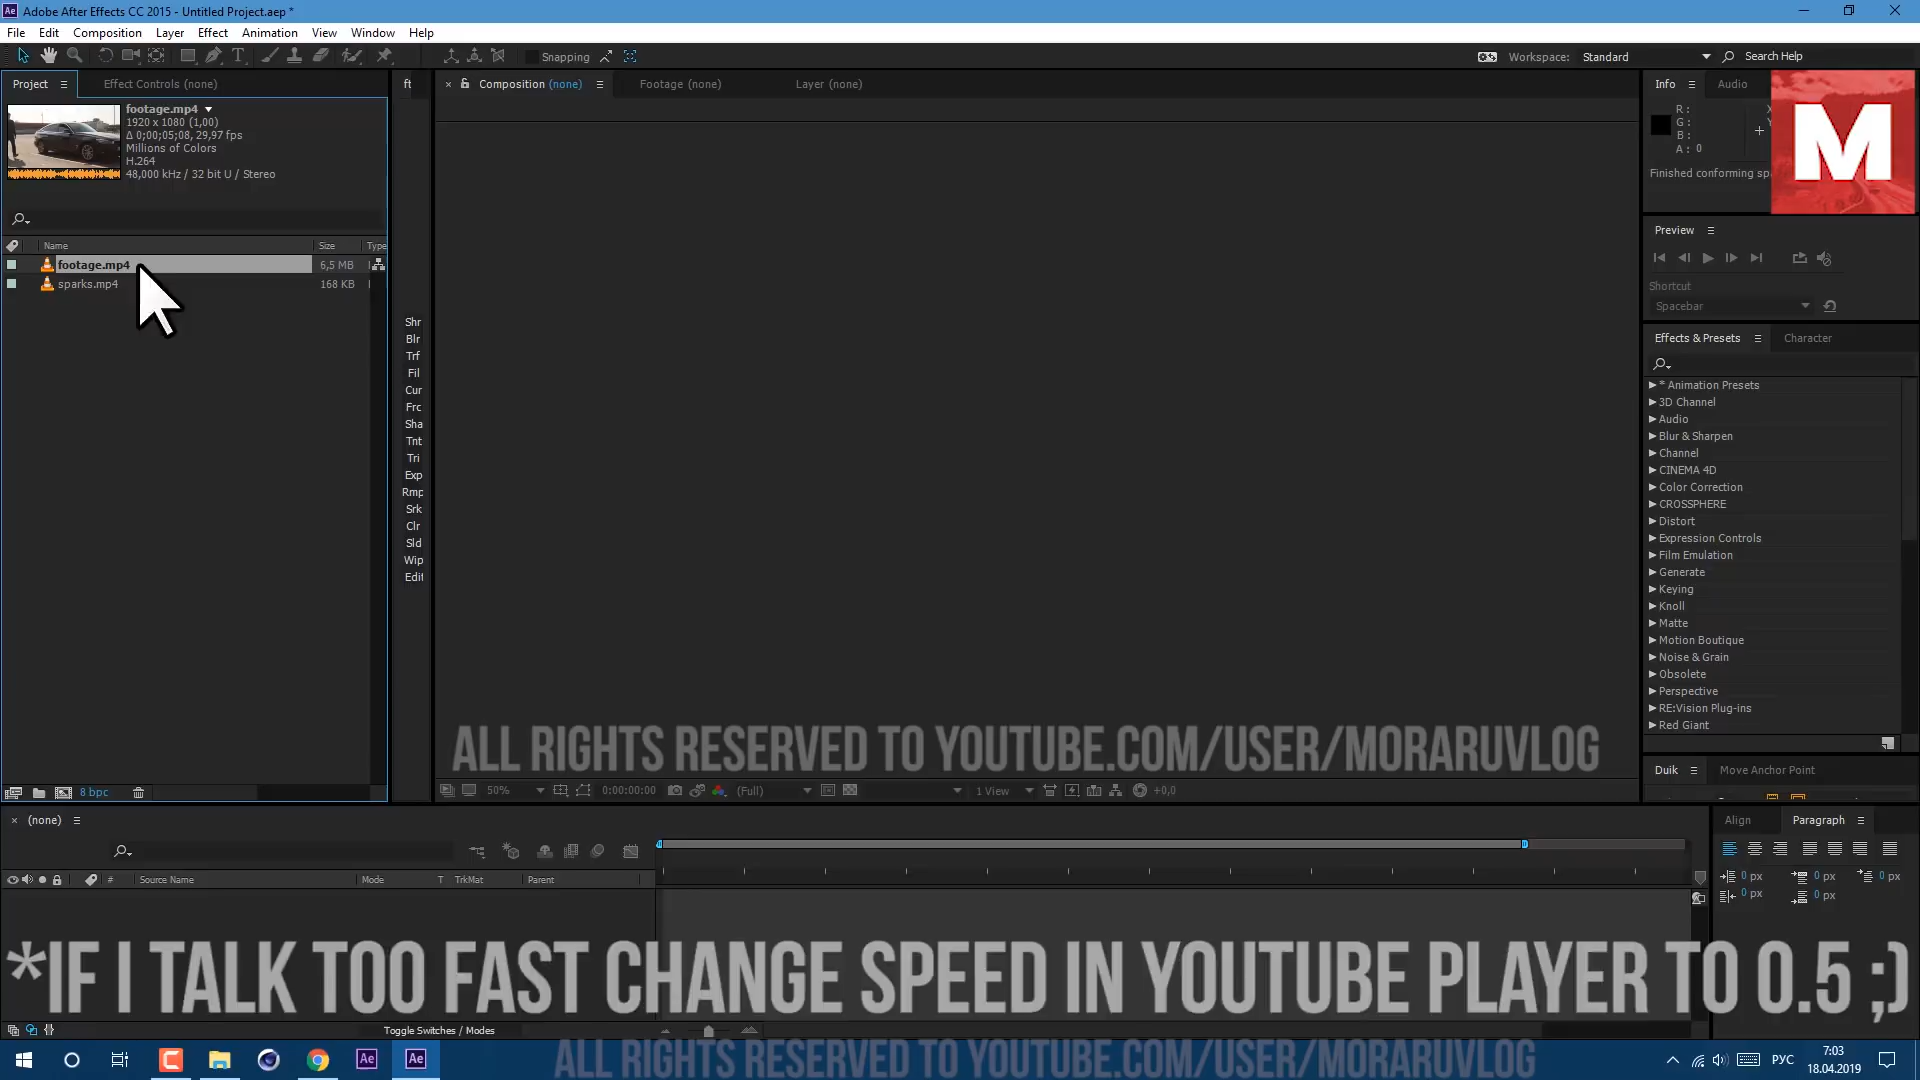 Adobe After Effects CC 2015 - Untitled Project.aep *
File Edit Composition Layer Effect Animation View Window Help
Snapping
Workspace: Standard
Search Help
Project
Effect Controls (none)
footage.mp4
1920 x 1080 (1,00)
Δ 0;00;05;08, 29,97 fps
Millions of Colors
H.264
48,000 kHz / 32 bit U / Stereo
Name Size Type
footage.mp4 6,5 MB
sparks.mp4 168 KB
8 bpc
ft
Shr
Blr
Trf
Fil
Cur
Frc
Sha
Tnt
Tri
Exp
Rmp
Srk
Clr
Sld
Wip
Edit
Composition (none)
Footage (none)
Layer (none)
ALL RIGHTS RESERVED TO YOUTUBE.COM/USER/MORARUVLOG
50% 0:00:00:00 (Full) 1 View +0,0
Info Audio
R :
G :
B :
A : 0
X
M
Finished conforming sp
Preview
Shortcut
Spacebar
Effects & Presets Character
* Animation Presets
3D Channel
Audio
Blur & Sharpen
Channel
CINEMA 4D
Color Correction
CROSSPHERE
Distort
Expression Controls
Film Emulation
Generate
Keying
Knoll
Matte
Motion Boutique
Noise & Grain
Obsolete
Perspective
RE:Vision Plug-ins
Red Giant
Duik Move Anchor Point
Align Paragraph
0 px 0 px 0 px
0 px 0 px
(none)
# Source Name Mode T TrkMat Parent
*IF I TALK TOO FAST CHANGE SPEED IN YOUTUBE PLAYER TO 0.5 ;)
Toggle Switches / Modes
ALL RIGHTS RESERVED TO YOUTUBE.COM/USER/MORARUVLOG
Ae
Ae
РУС
7:03
18.04.2019